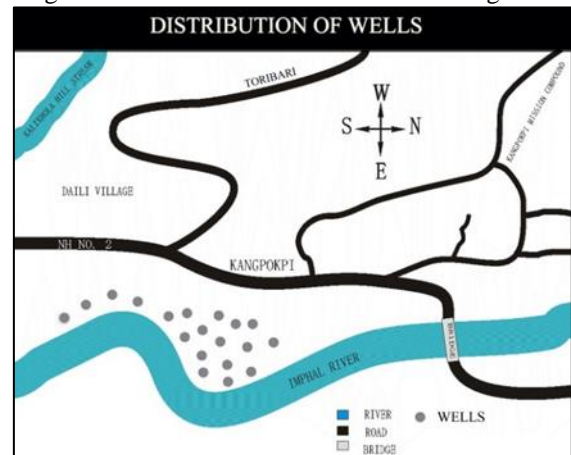 DISTRIBUTION OF WELLS
KALIKHOLA HILL STREAM
TORIBARI
W
S N
E
KANGPOKPI MISSION COMPOUND
DAILI VILLAGE
NH NO. 2
KANGPOKPI
BRIDGE
IMPHAL RIVER
RIVER
WELLS
ROAD
BRIDGE